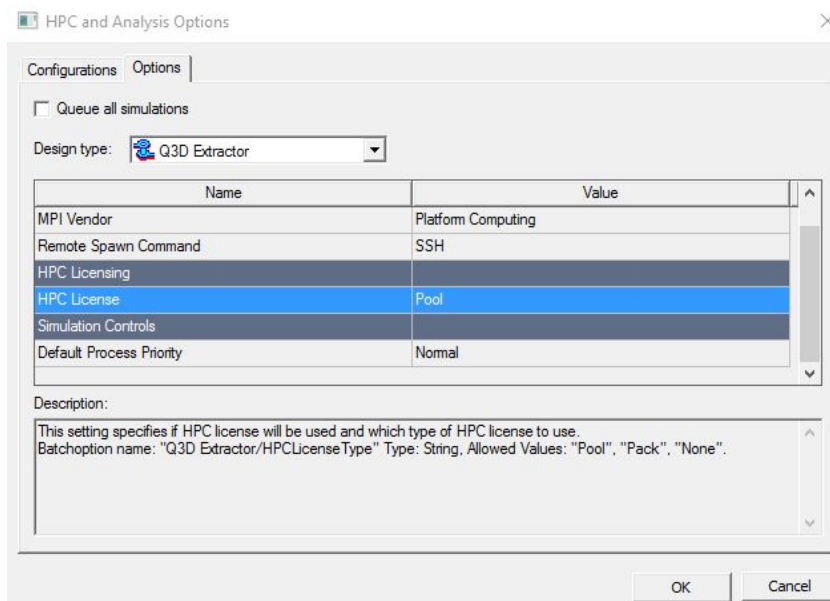 HPC and Analysis Options
Configurations Options
Queue all simulations
Design type: Q3D Extractor
Name Value
MPI Vendor Platform Computing
Remote Spawn Command SSH
HPC Licensing
HPC License Pool
Simulation Controls
Default Process Priority Normal
Description:
This setting specifies if HPC license will be used and which type of HPC license to use.
Batchoption name: "Q3D Extractor/HPCLicenseType" Type: String, Allowed Values: "Pool", "Pack", "None".
OK Cancel